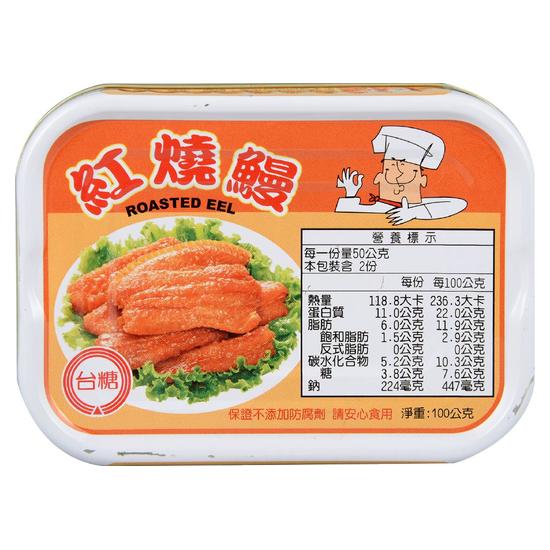 紅燒鰻
ROASTED EEL
營養標示
每一份量50公克
本包裝含 2份
每份 每100公克
熱量 118.8大卡 236.3大卡
蛋白質 11.0公克 22.0公克
脂肪 6.0公克 11.9公克
飽和脂肪 1.5公克 2.9公克
反式脂肪 0公克 0公克
碳水化合物 5.2公克 10.3公克
糖 3.8公克 7.6公克
鈉 224毫克 447毫克
台糖
保證不添加防腐劑 請安心食用 淨重:100公克